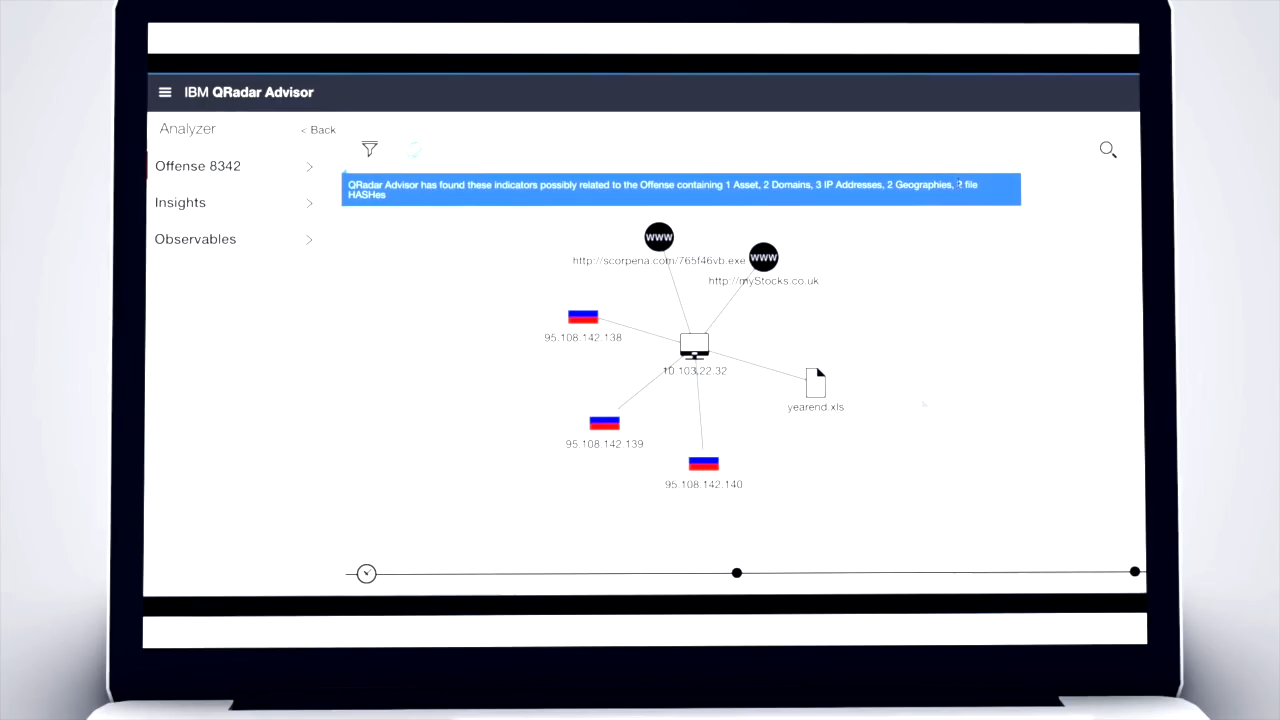 IBM QRadar Advisor
Analyzer
< Back
Offense 8342
Insights
Observables
QRadar Advisor has found these indicators possibly related to the Offense containing 1 Asset, 2 Domains, 3 IP Addresses, 2 Geographies, file
HASHes
www
http://scorpena.com/765f46vb.exe
www
http://myStocks.co.uk
95.108.142.138
10.103.22.32
yearend.xls
95.108.142.139
95.108.142.140